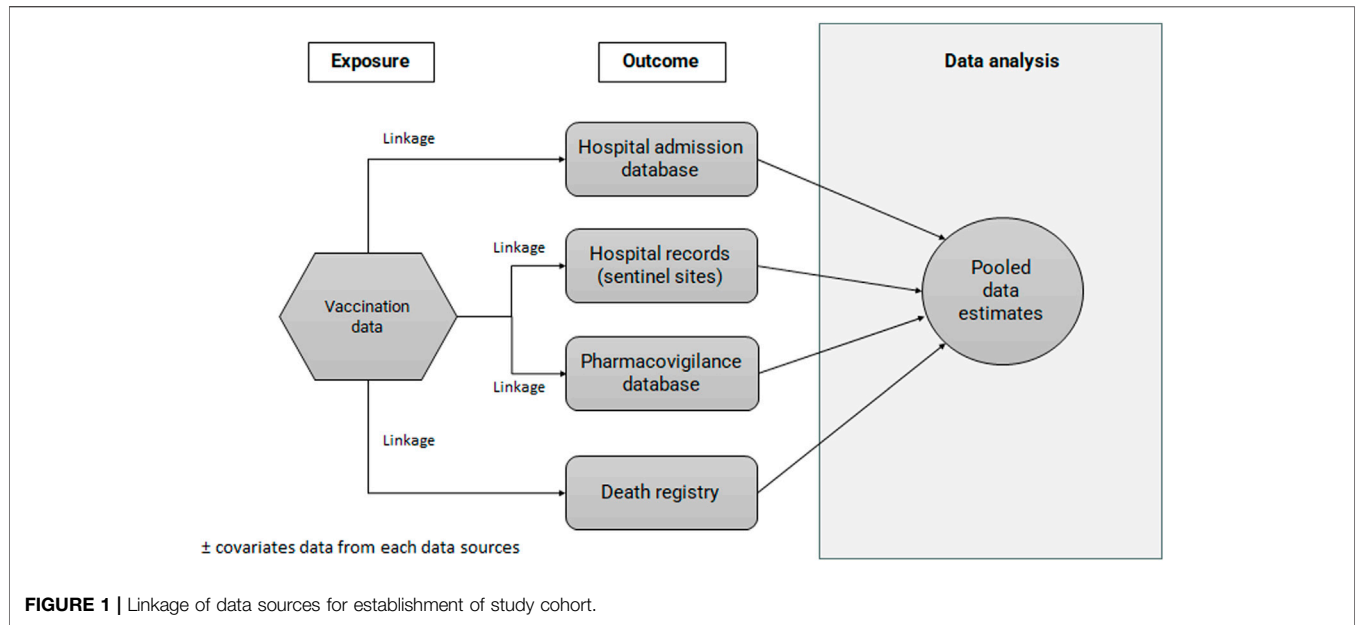 Exposure
Outcome
Data analysis
Linkage
Hospital admission
database
Linkage
Hospital records
(sentinel sites)
Vaccination
data
Pooled
data
estimates
Linkage
Pharmacovigilance
database
Linkage
Death registry
± covariates data from each data sources
FIGURE 1 | Linkage of data sources for establishment of study cohort.